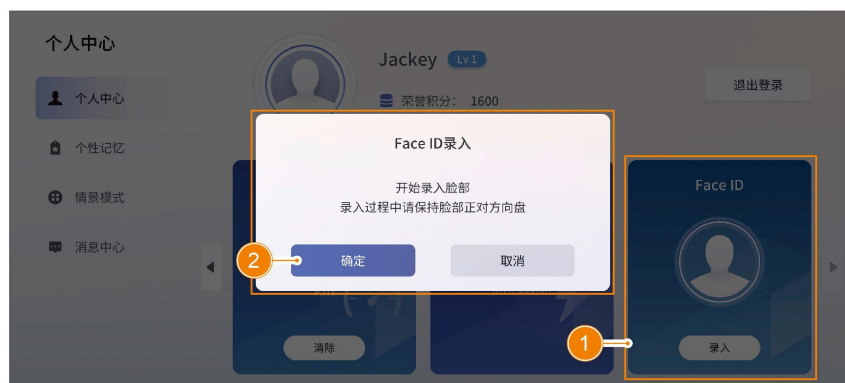 个人中心
Jackey Lv1
荣誉积分: 1600
退出登录
个人中心
个性记忆
情景模式
消息中心
Face ID录入
开始录入脸部
录入过程中请保持脸部正对方向盘
确定
取消
2
Face ID
清除
录入
1